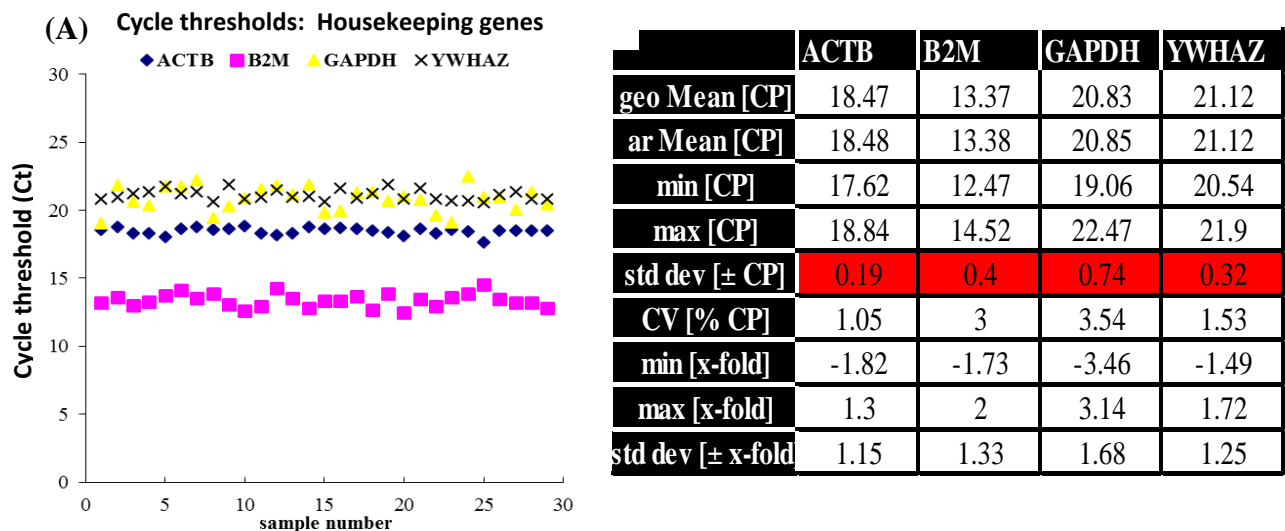 (A) Cycle thresholds: Housekeeping genes
ACTB B2M GAPDH YWHAZ
30
25
20
15
10
5
0
Cycle threshold (Ct)
0 5 10 15 20 25 30
sample number
ACTB B2M GAPDH YWHAZ
geo Mean [CP] 18.47 13.37 20.83 21.12
ar Mean [CP] 18.48 13.38 20.85 21.12
min [CP] 17.62 12.47 19.06 20.54
max [CP] 18.84 14.52 22.47 21.9
std dev [± CP] 0.19 0.4 0.74 0.32
CV [% CP] 1.05 3 3.54 1.53
min [x-fold] -1.82 -1.73 -3.46 -1.49
max [x-fold] 1.3 2 3.14 1.72
std dev [± x-fold] 1.15 1.33 1.68 1.25